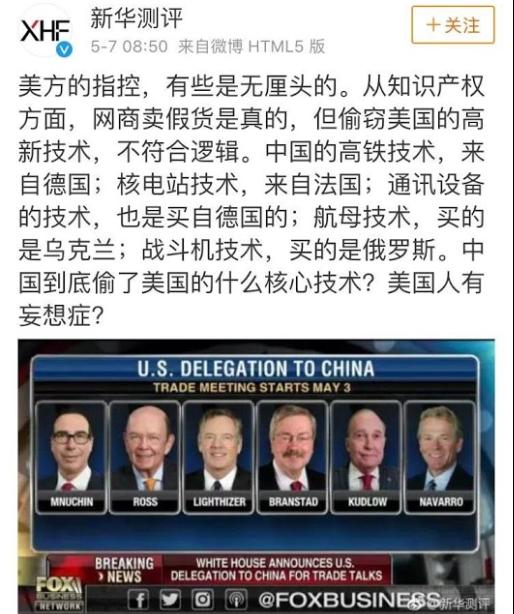 XHF
新华测评
5-7 08:50 来自微博 HTML5 版
+关注
美方的指控，有些是无厘头的。从知识产权
方面，网商卖假货是真的，但偷窃美国的高
新技术，不符合逻辑。中国的高铁技术，来
自德国；核电站技术，来自法国；通讯设备
的技术，也是买自德国的；航母技术，买的
是乌克兰；战斗机技术，买的是俄罗斯。中
国到底偷了美国的什么核心技术？美国人有
妄想症？
U.S. DELEGATION TO CHINA
TRADE MEETING STARTS MAY 3
MNUCHIN ROSS LIGHTHIZER BRANSTAD KUDLOW NAVARRO
BREAKING NEWS
WHITE HOUSE ANNOUNCES U.S.
DELEGATION TO CHINA FOR TRADE TALKS
FOX
BUSINESS
NETWORK
@FOXBUSINESS
@新华测评